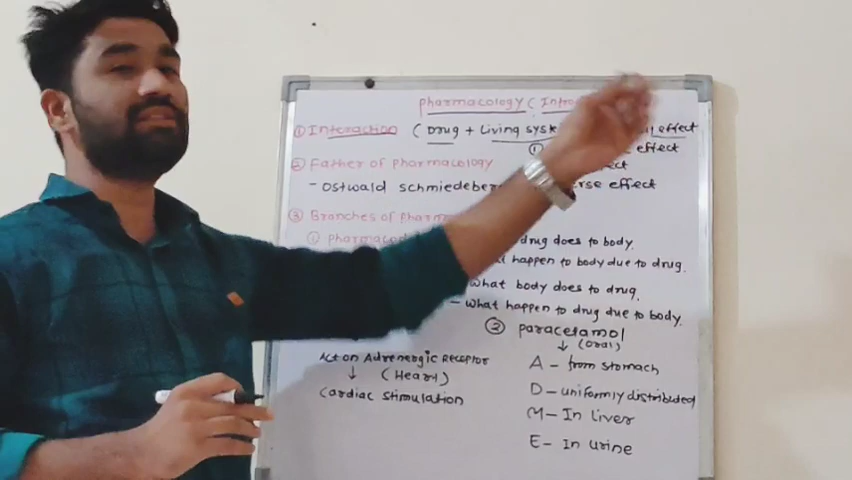 Pharmacology ( Intro
① Interaction ( Drug + Living syst effect
① effect
② Father of Pharmacology ffect
- Ostwald schmiedeber rse effect
③ Branches of Pharm
① Pharmacod drug does to body.
t happen to body due to drug.
what body does to drug.
- What happen to drug due to body.
② paracetamol
↓ (oral)
Act on Adrenergic Receptor
↓ (Heart)
Cardiac stimulation
A - from stomach
D - uniformly distributed
M - In liver
E - In urine